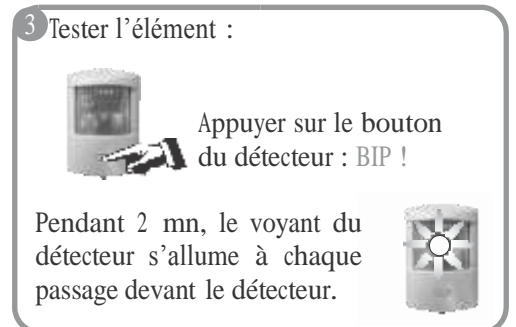 3 Tester l'élément :
Appuyer sur le bouton
du détecteur : BIP !
Pendant 2 mn, le voyant du
détecteur s'allume à chaque
passage devant le détecteur.